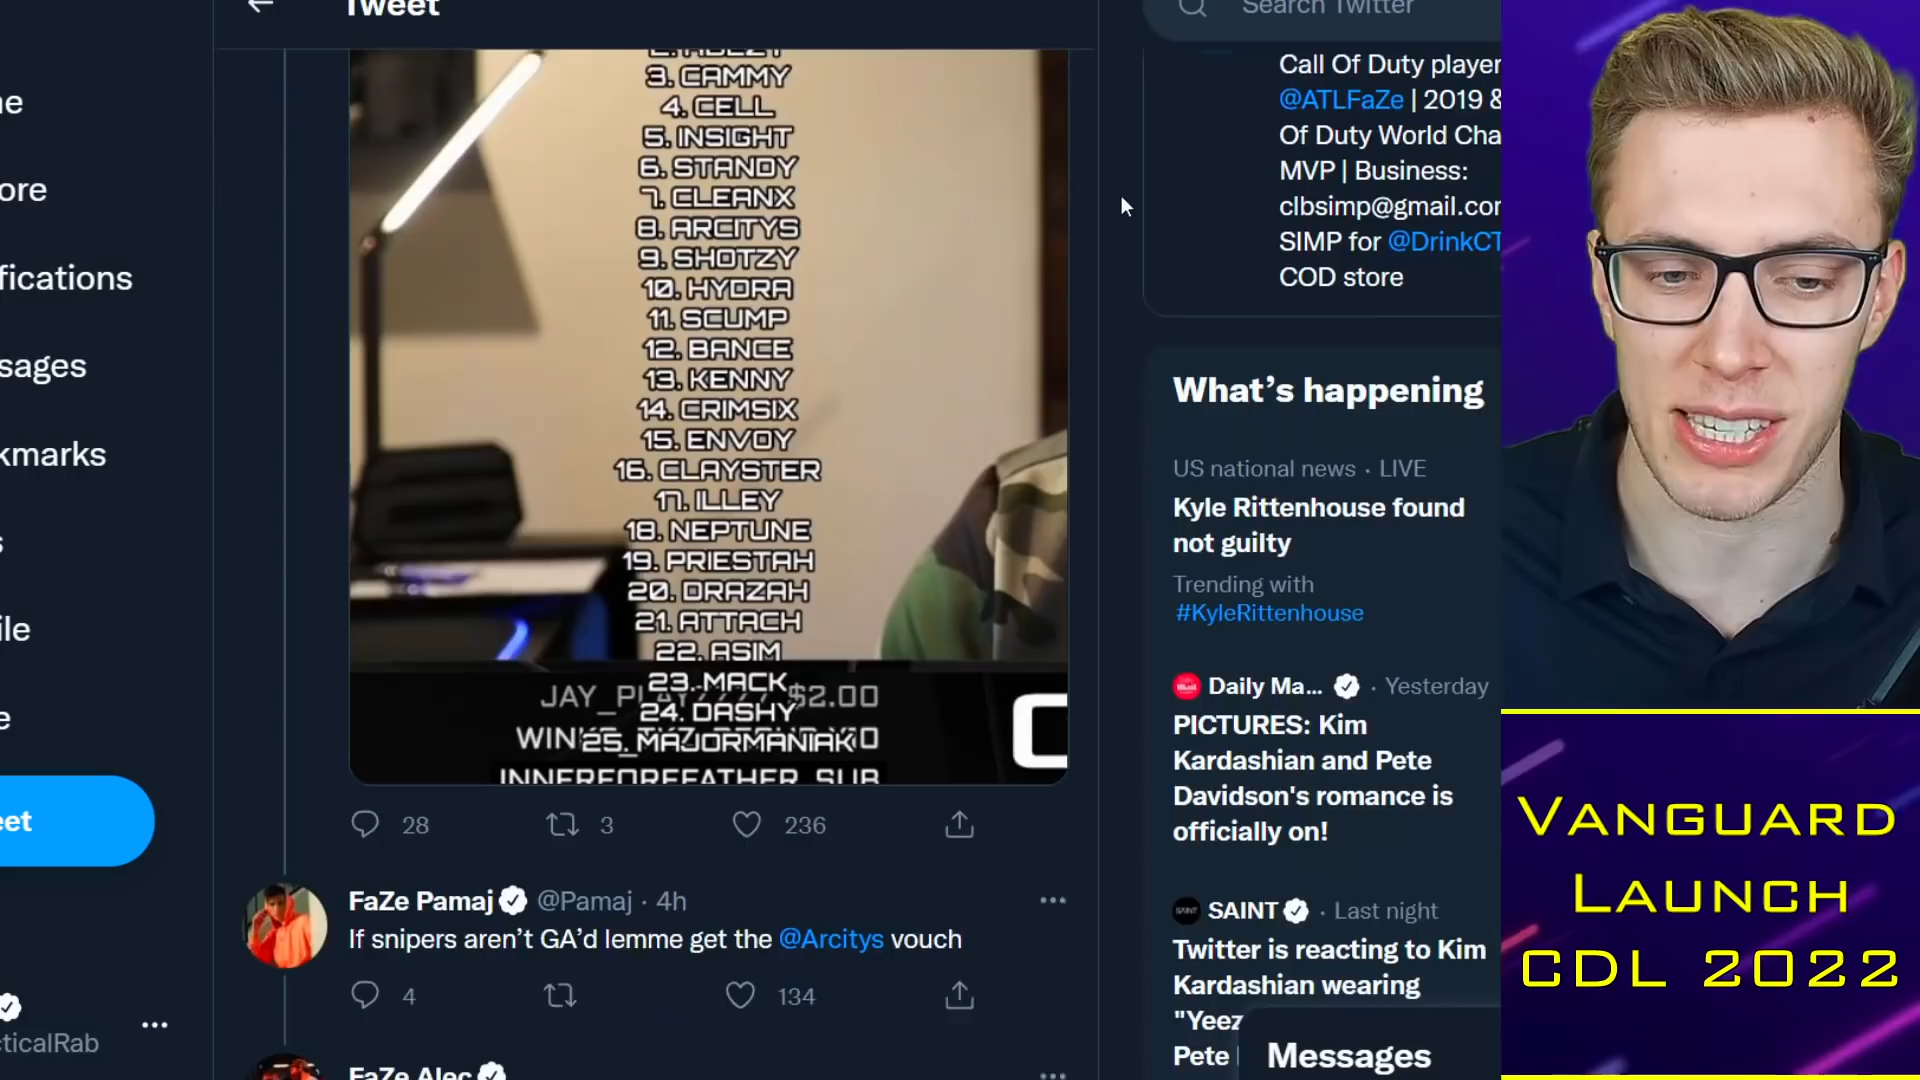 Tweet
Search Twitter
3. CAMMY
4. CELL
5. INSIGHT
6. STANDY
7. CLEANX
8. ARCITYS
9. SHOTZY
10. HYDRA
11. SCUMP
12. BANCE
13. KENNY
14. CRIMSIX
15. ENVOY
16. CLAYSTER
17. ILLEY
18. NEPTUNE
19. PRIESTAH
20. DRAZAH
21. ATTACH
22. ASIM
23. MACK
$2.00
24. DASHY
25. MAJORMANIAK
28
3
236
FaZe Pamaj @Pamaj · 4h
If snipers aren’t GA’d lemme get the @Arcitys vouch
4
134
FaZe Alec
ne
ore
fications
sages
kmarks
s
ile
e
eet
cticalRab
Call Of Duty player
@ATLFaZe | 2019 &
Of Duty World Cha
MVP | Business:
clbsimp@gmail.cor
SIMP for @DrinkCT
COD store
What’s happening
US national news · LIVE
Kyle Rittenhouse found
not guilty
Trending with
#KyleRittenhouse
Daily Ma... · Yesterday
PICTURES: Kim
Kardashian and Pete
Davidson's romance is
officially on!
SAINT · Last night
Twitter is reacting to Kim
Kardashian wearing
"Yeez
Pete
Messages
VANGUARD
LAUNCH
CDL 2022